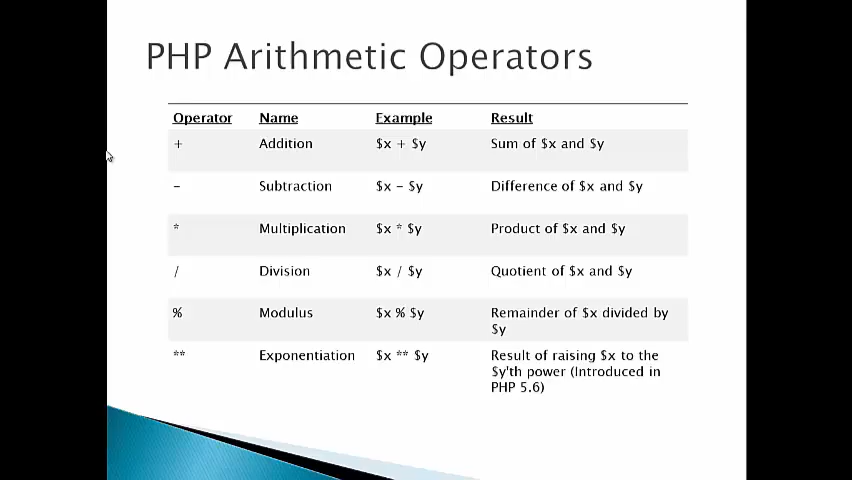 PHP Arithmetic Operators
Operator Name Example Result
+ Addition $x + $y Sum of $x and $y
- Subtraction $x - $y Difference of $x and $y
* Multiplication $x * $y Product of $x and $y
/ Division $x / $y Quotient of $x and $y
% Modulus $x % $y Remainder of $x divided by
$y
** Exponentiation $x ** $y Result of raising $x to the
$y'th power (Introduced in
PHP 5.6)